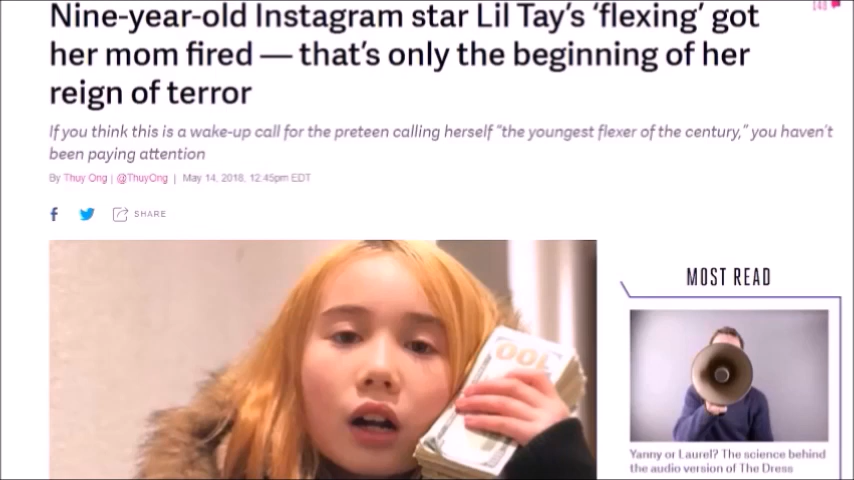 148
Nine-year-old Instagram star Lil Tay's 'flexing' got
her mom fired — that's only the beginning of her
reign of terror
If you think this is a wake-up call for the preteen calling herself "the youngest flexer of the century," you haven't
been paying attention
By Thuy Ong | @ThuyOng | May 14, 2018, 12:45pm EDT
SHARE
MOST READ
100
Yanny or Laurel? The science behind
the audio version of The Dress